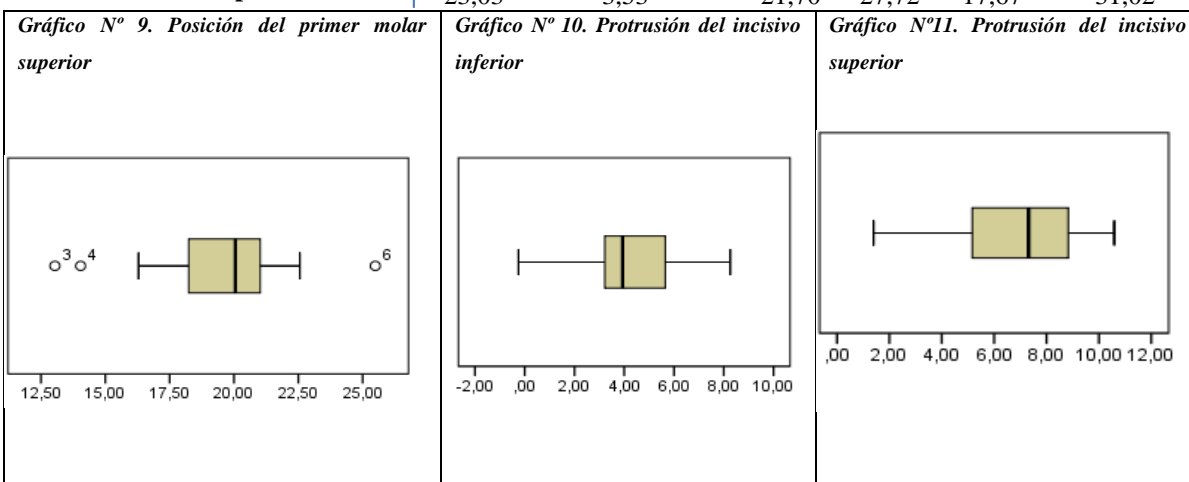 Gráfico Nº 9. Posición del primer molar
superior
3 4 6
12,50 15,00 17,50 20,00 22,50 25,00
Gráfico Nº 10. Protrusión del incisivo
inferior
-2,00 ,00 2,00 4,00 6,00 8,00 10,00
Gráfico Nº11. Protrusión del incisivo
superior
,00 2,00 4,00 6,00 8,00 10,00 12,00